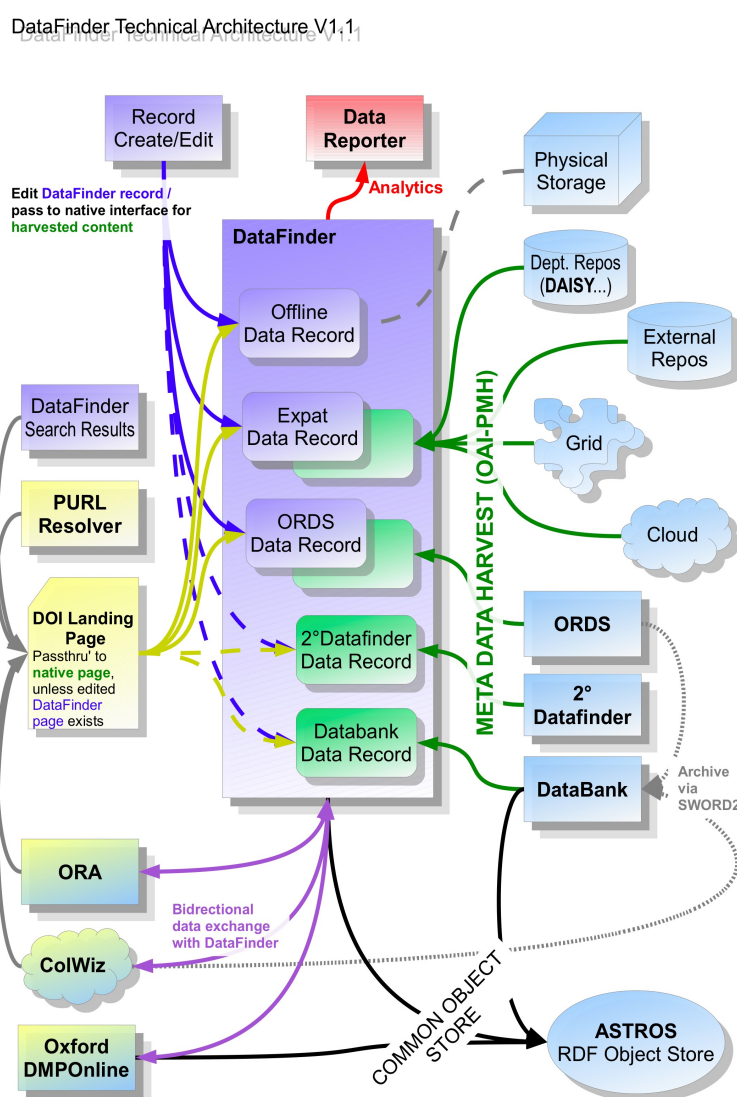 DataFinder Technical Architecture V1.1
Record
Create/Edit
Data
Reporter
Physical
Storage
Analytics
Edit DataFinder record /
pass to native interface for
harvested content
DataFinder
Dept. Repos
(DAISY...)
Offline
Data Record
External
Repos
DataFinder
Search Results
Expat
Data Record
Grid
PURL
Resolver
ORDS
Data Record
Cloud
META DATA HARVEST (OAI-PMH)
DOI Landing
Page
Passthru' to
native page,
unless edited
DataFinder
page exists
2°Datafinder
Data Record
ORDS
2°
Datafinder
Databank
Data Record
DataBank
Archive
via
SWORD2
ORA
Bidrectional
data exchange
with DataFinder
ColWiz
COMMON OBJECT
STORE
Oxford
DMPOnline
ASTROS
RDF Object Store